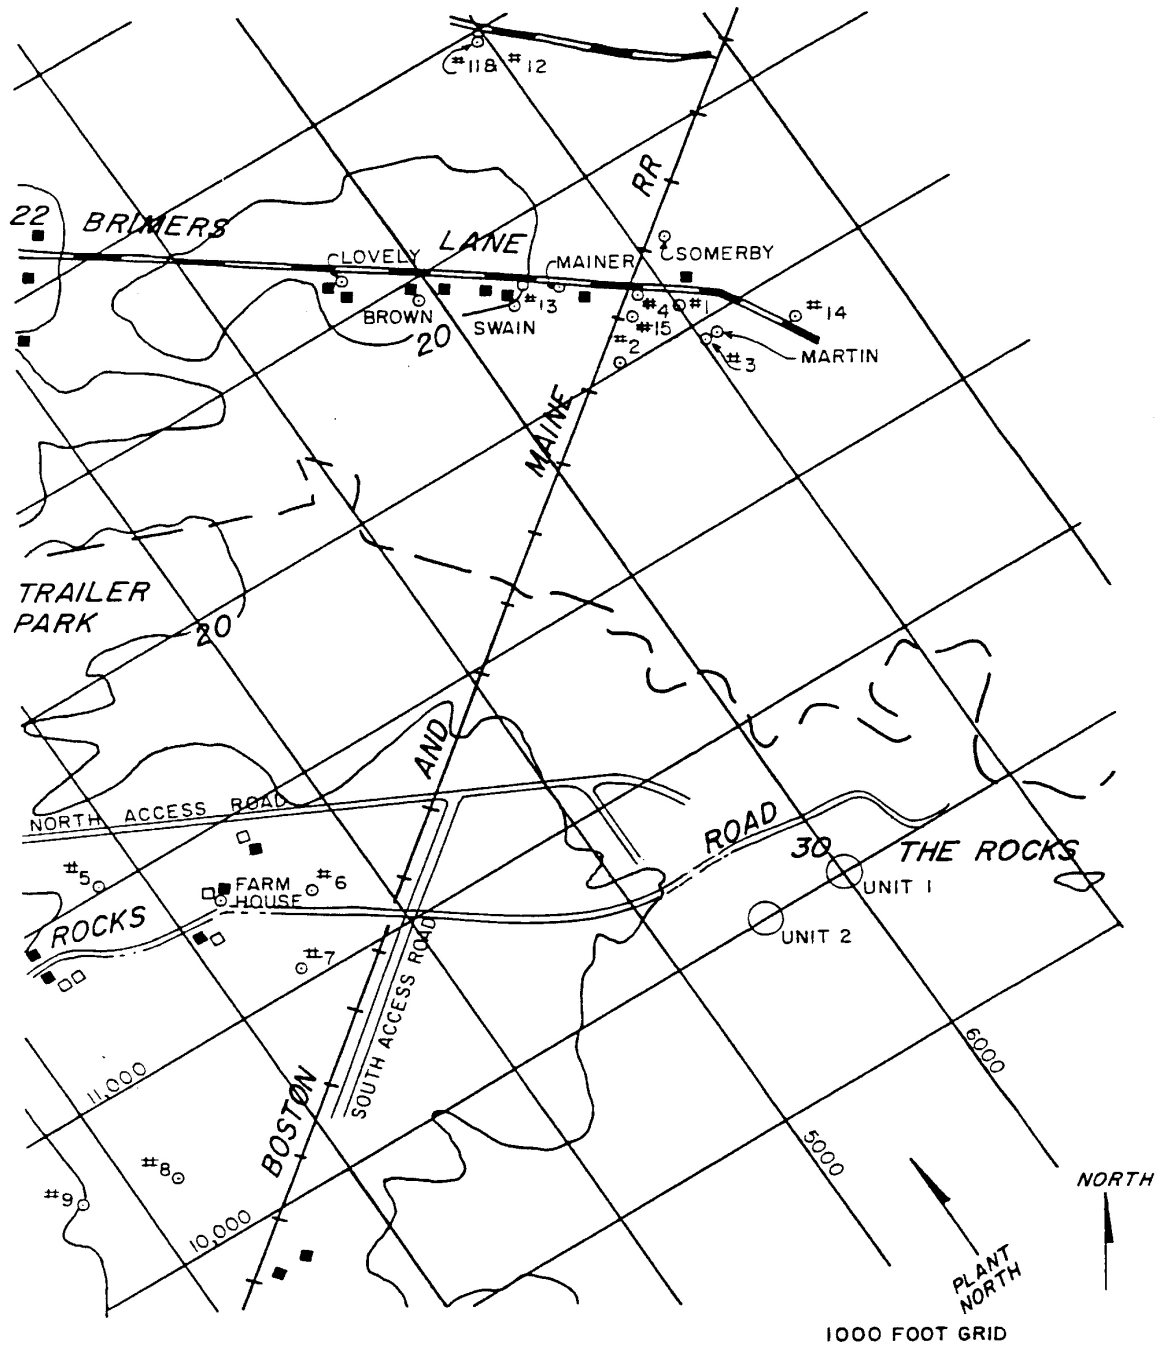 #11 & #12
RR
22
BRIMERS
LANE
SOMERBY
LOVELY
MAINER
BROWN
20
SWAIN
#13
#4
#1
#14
#15
#2
#3
MARTIN
MAINE
TRAILER
PARK
20
AND
NORTH ACCESS ROAD
ROAD
30
THE ROCKS
#5
FARM
HOUSE
#6
UNIT 1
ROCKS
UNIT 2
#7
SOUTH ACCESS ROAD
11,000
6000
BOSTON
5000
#8
#9
NORTH
10,000
PLANT
NORTH
1000 FOOT GRID